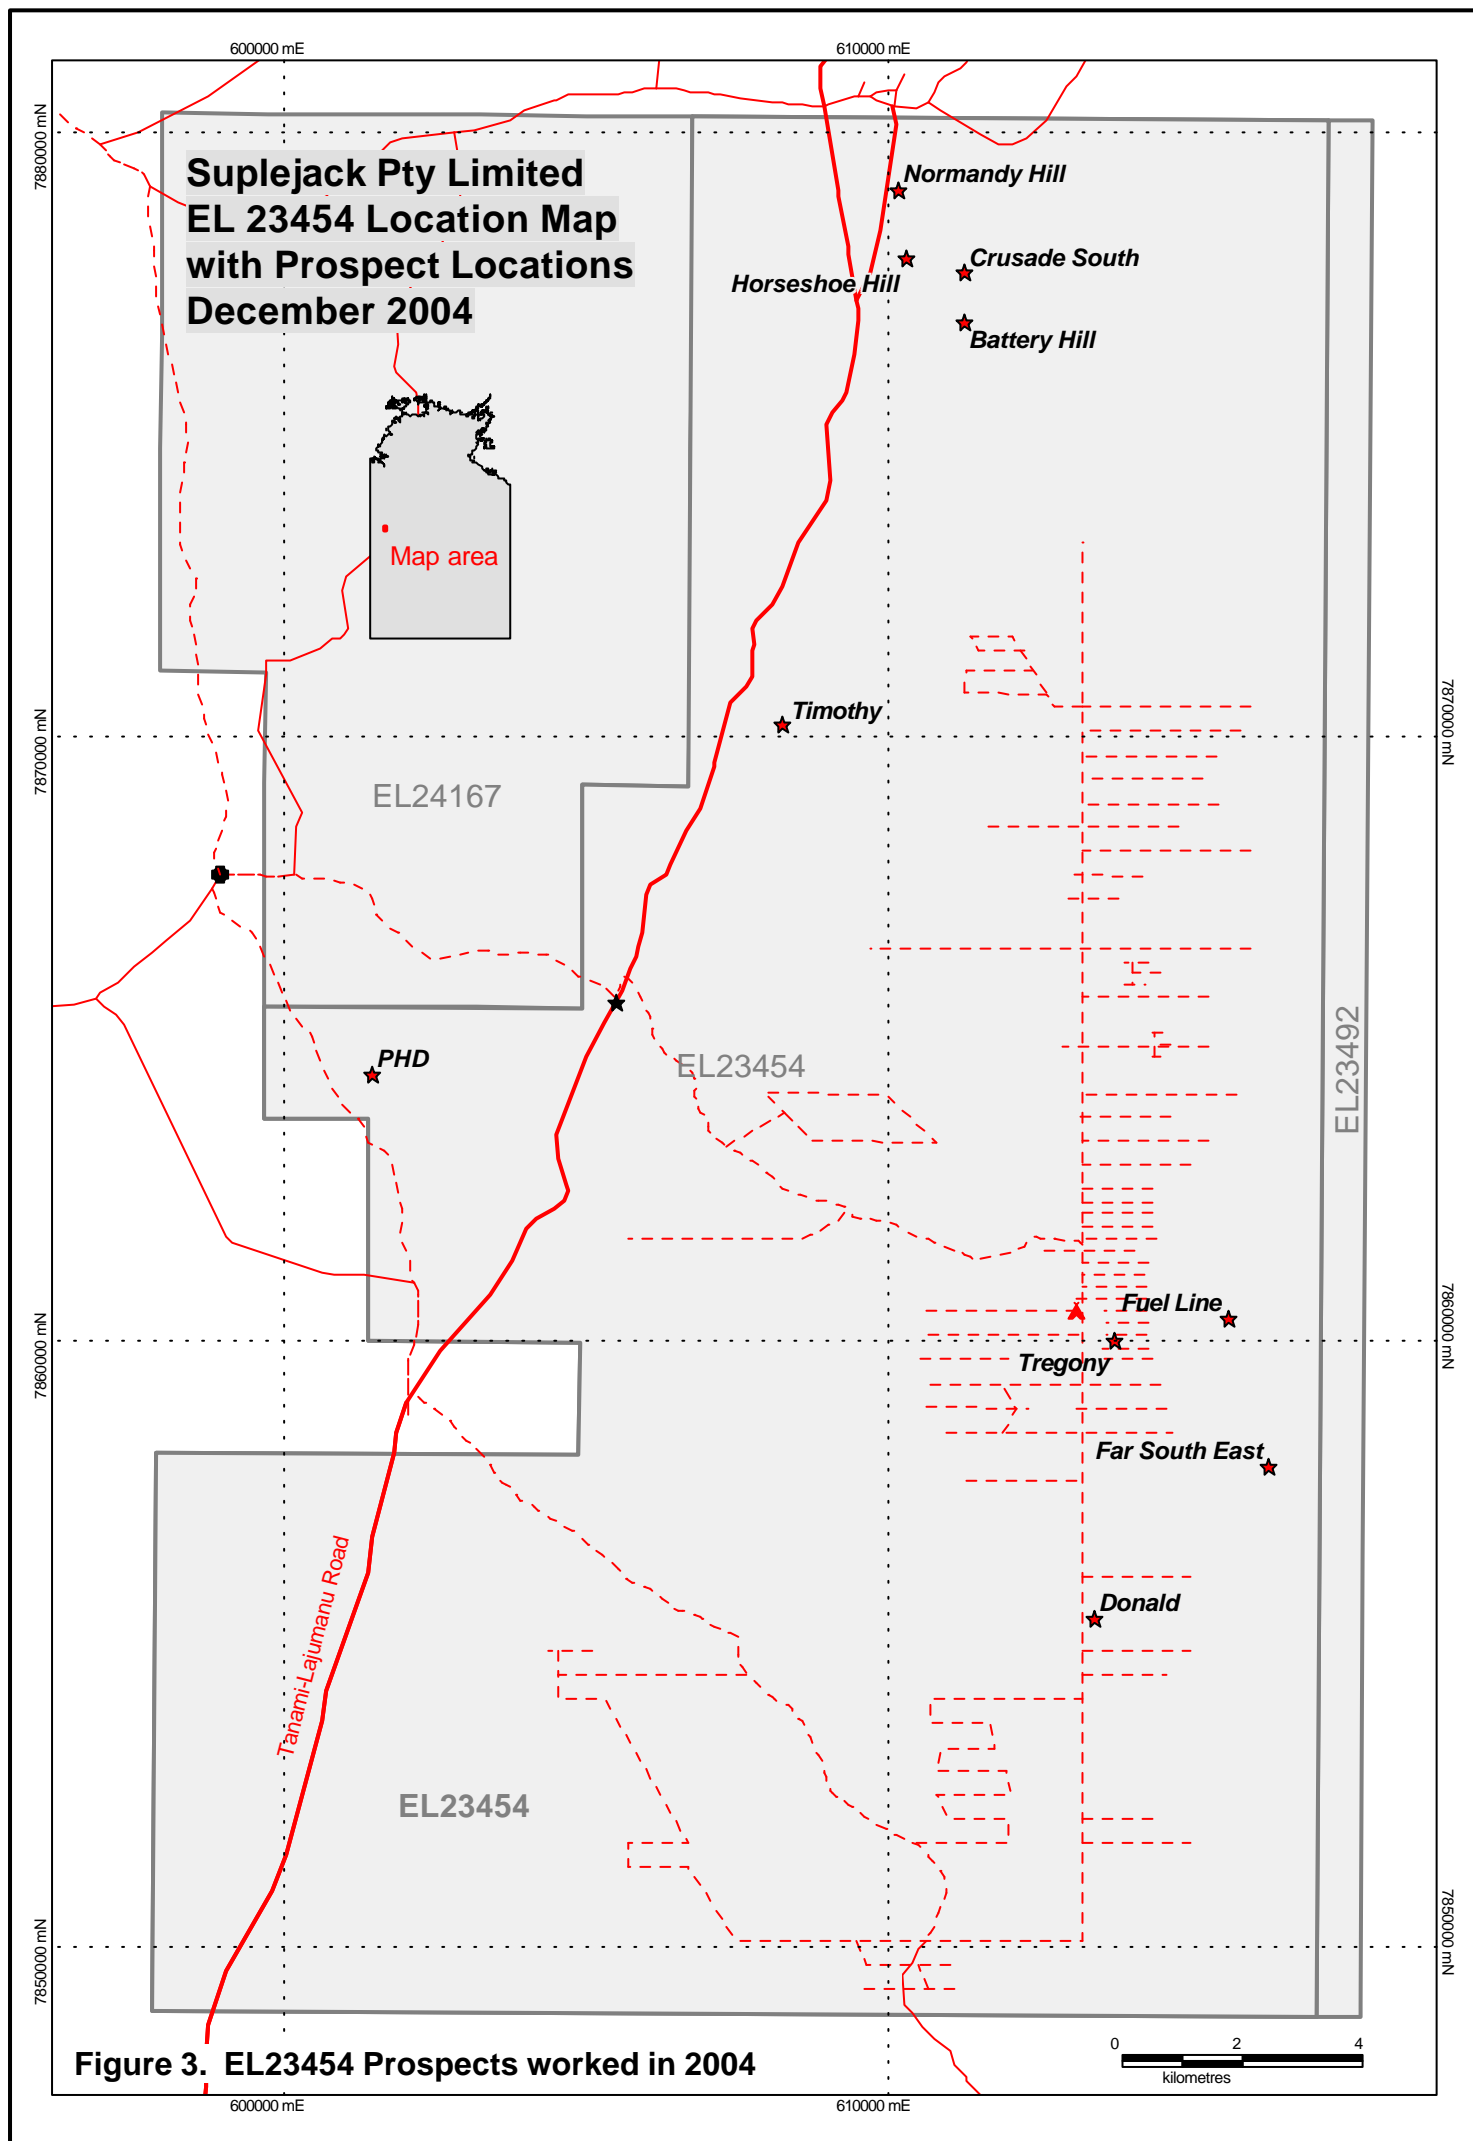 600000 mE
610000 mE
7880000 mN
Suplejack Pty Limited
EL 23454 Location Map
with Prospect Locations
December 2004
Normandy Hill
Crusade South
Horseshoe Hill
Battery Hill
Map area
7870000 mN
7870000 mN
Timothy
EL24167
EL23492
PHD
EL23454
7860000 mN
7860000 mN
Fuel Line
Tregony
Far South East
Tanami-Lajumanu Road
Donald
EL23454
7850000 mN
7850000 mN
Figure 3. EL23454 Prospects worked in 2004
0 2 4
kilometres
600000 mE
610000 mE